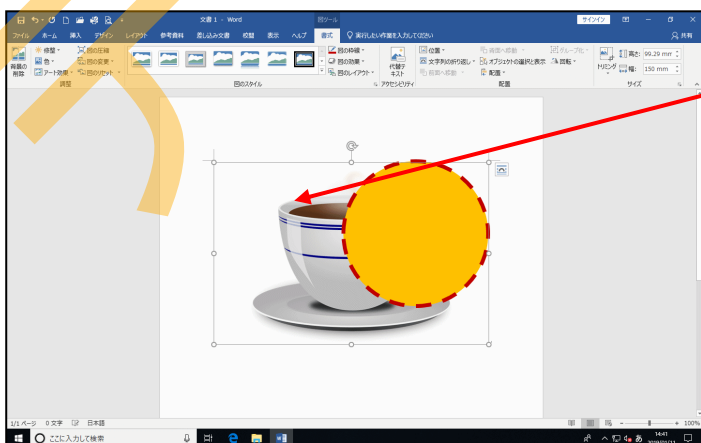 文書 1 - Word
図ツール
サインイン
ファイル ホーム 挿入 デザイン レイアウト 参考資料 差し込み文書 校閲 表示 ヘルプ 書式 実行したい作業を入力してください 共有
背景の削除
修整
色
アート効果
図の圧縮
図の変更
図のリセット
調整
図のスタイル
図の枠線
図の効果
図のレイアウト
代替テキスト
アクセシビリティ
位置
文字列の折り返し
前面へ移動
背面へ移動
オブジェクトの選択と表示
配置
グループ化
回転
配置
トリミング
高さ: 99.29 mm
幅: 150 mm
サイズ
1/1 ページ 0 文字 日本語
100%
ここに入力して検索
あ
14:41